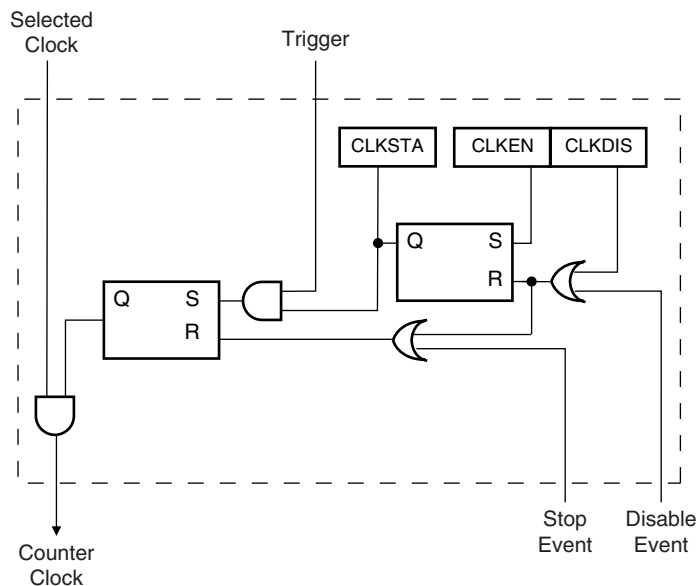 Selected
Clock
Trigger
CLKSTA
CLKEN
CLKDIS
Q
S
R
Q
S
R
Stop
Event
Disable
Event
Counter
Clock